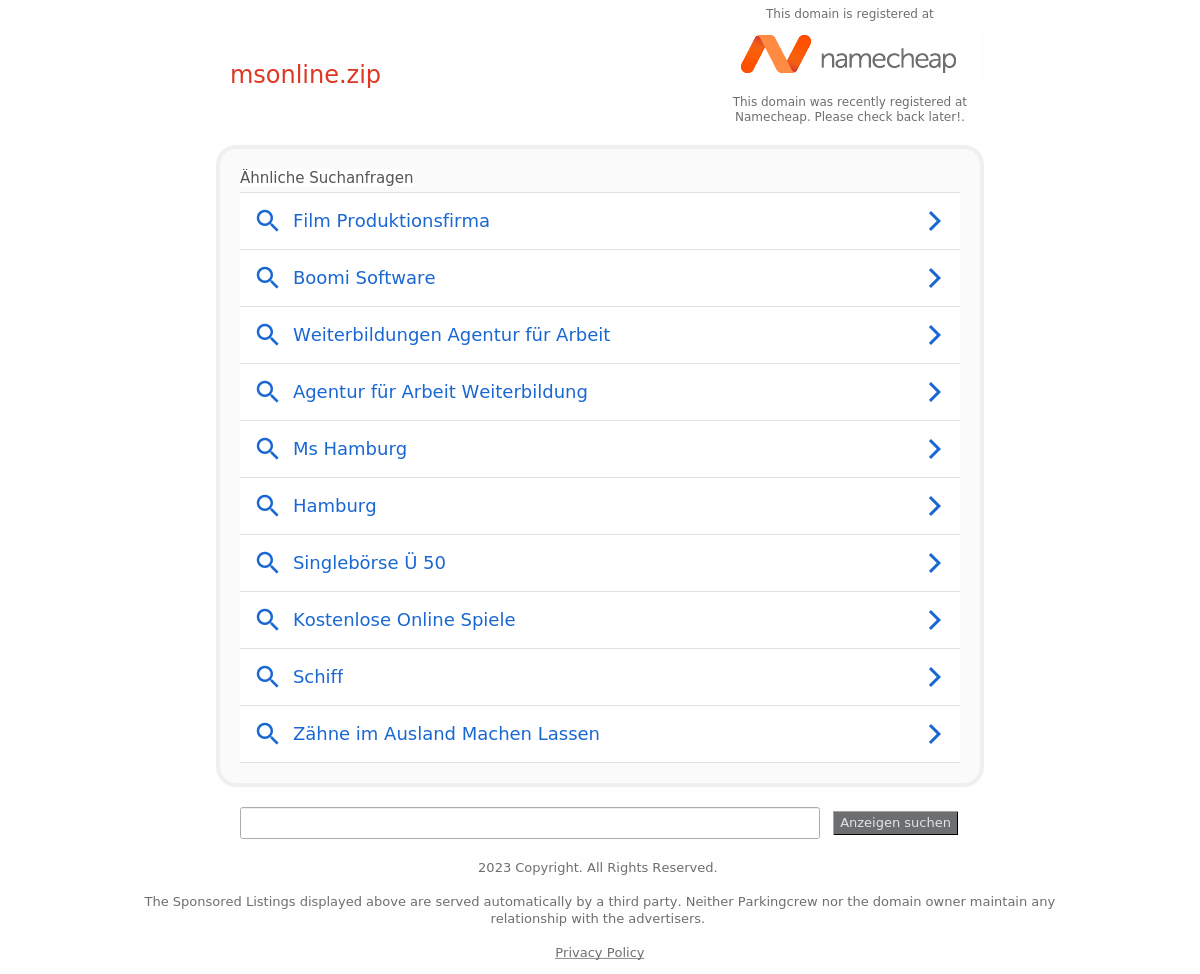 This domain is registered at
namecheap
msonline.zip
This domain was recently registered at
Namecheap. Please check back later!.
Ähnliche Suchanfragen
Film Produktionsfirma
Boomi Software
Weiterbildungen Agentur für Arbeit
Agentur für Arbeit Weiterbildung
Ms Hamburg
Hamburg
Singlebörse Ü 50
Kostenlose Online Spiele
Schiff
Zähne im Ausland Machen Lassen
Anzeigen suchen
2023 Copyright. All Rights Reserved.
The Sponsored Listings displayed above are served automatically by a third party. Neither Parkingcrew nor the domain owner maintain any
relationship with the advertisers.
Privacy Policy